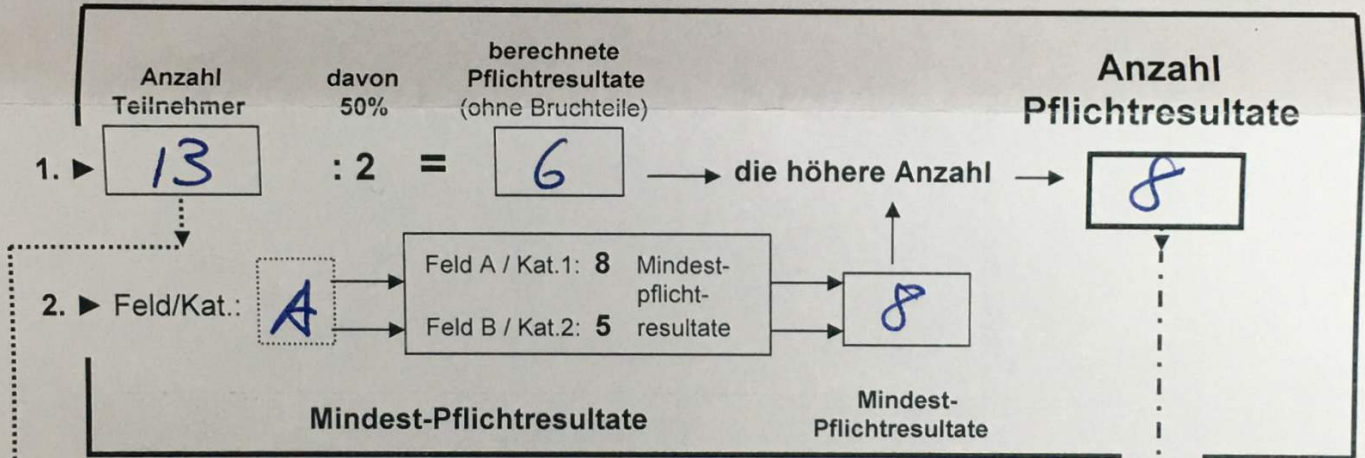 Anzahl Teilnehmer
davon 50%
berechnete Pflichtresultate (ohne Bruchteile)
Anzahl Pflichtresultate
1. ► 13 : 2 = 6 die höhere Anzahl 8
2. ► Feld/Kat.: A
Feld A / Kat.1: 8 Mindest-
pflicht-
Feld B / Kat.2: 5 resultate
8
Mindest-Pflichtresultate
Mindest-
Pflichtresultate